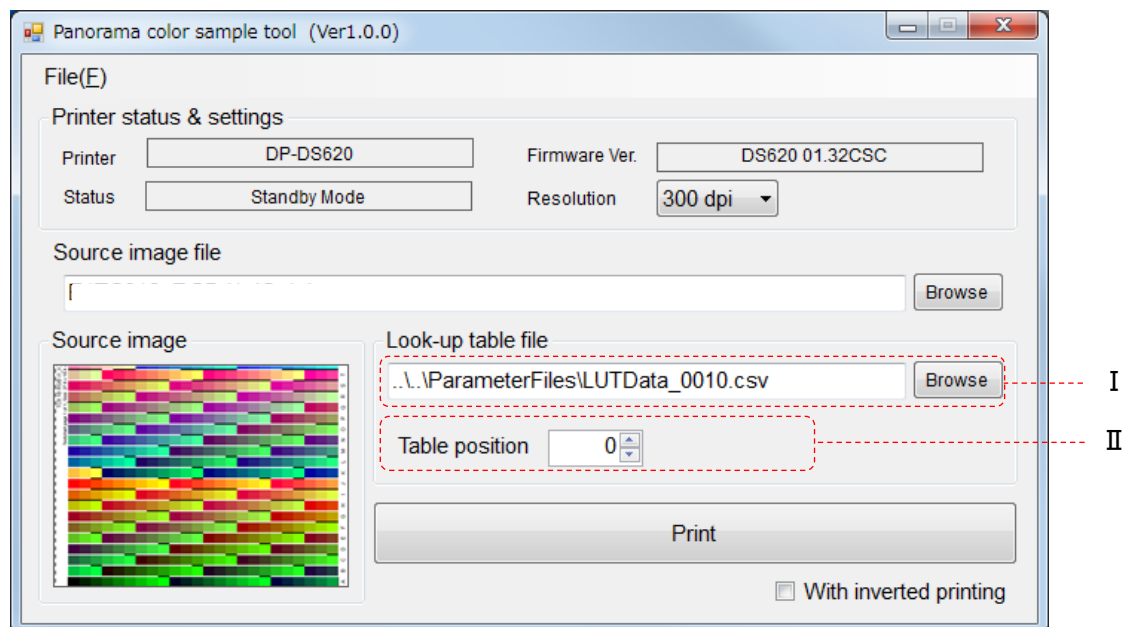 Panorama color sample tool (Ver1.0.0)
File(F)
Printer status & settings
Printer DP-DS620 Firmware Ver. DS620 01.32CSC
Status Standby Mode Resolution 300 dpi
Source image file
Browse
Source image Look-up table file
..\..\ParameterFiles\LUTData_0010.csv Browse I
Table position 0 II
Print
With inverted printing